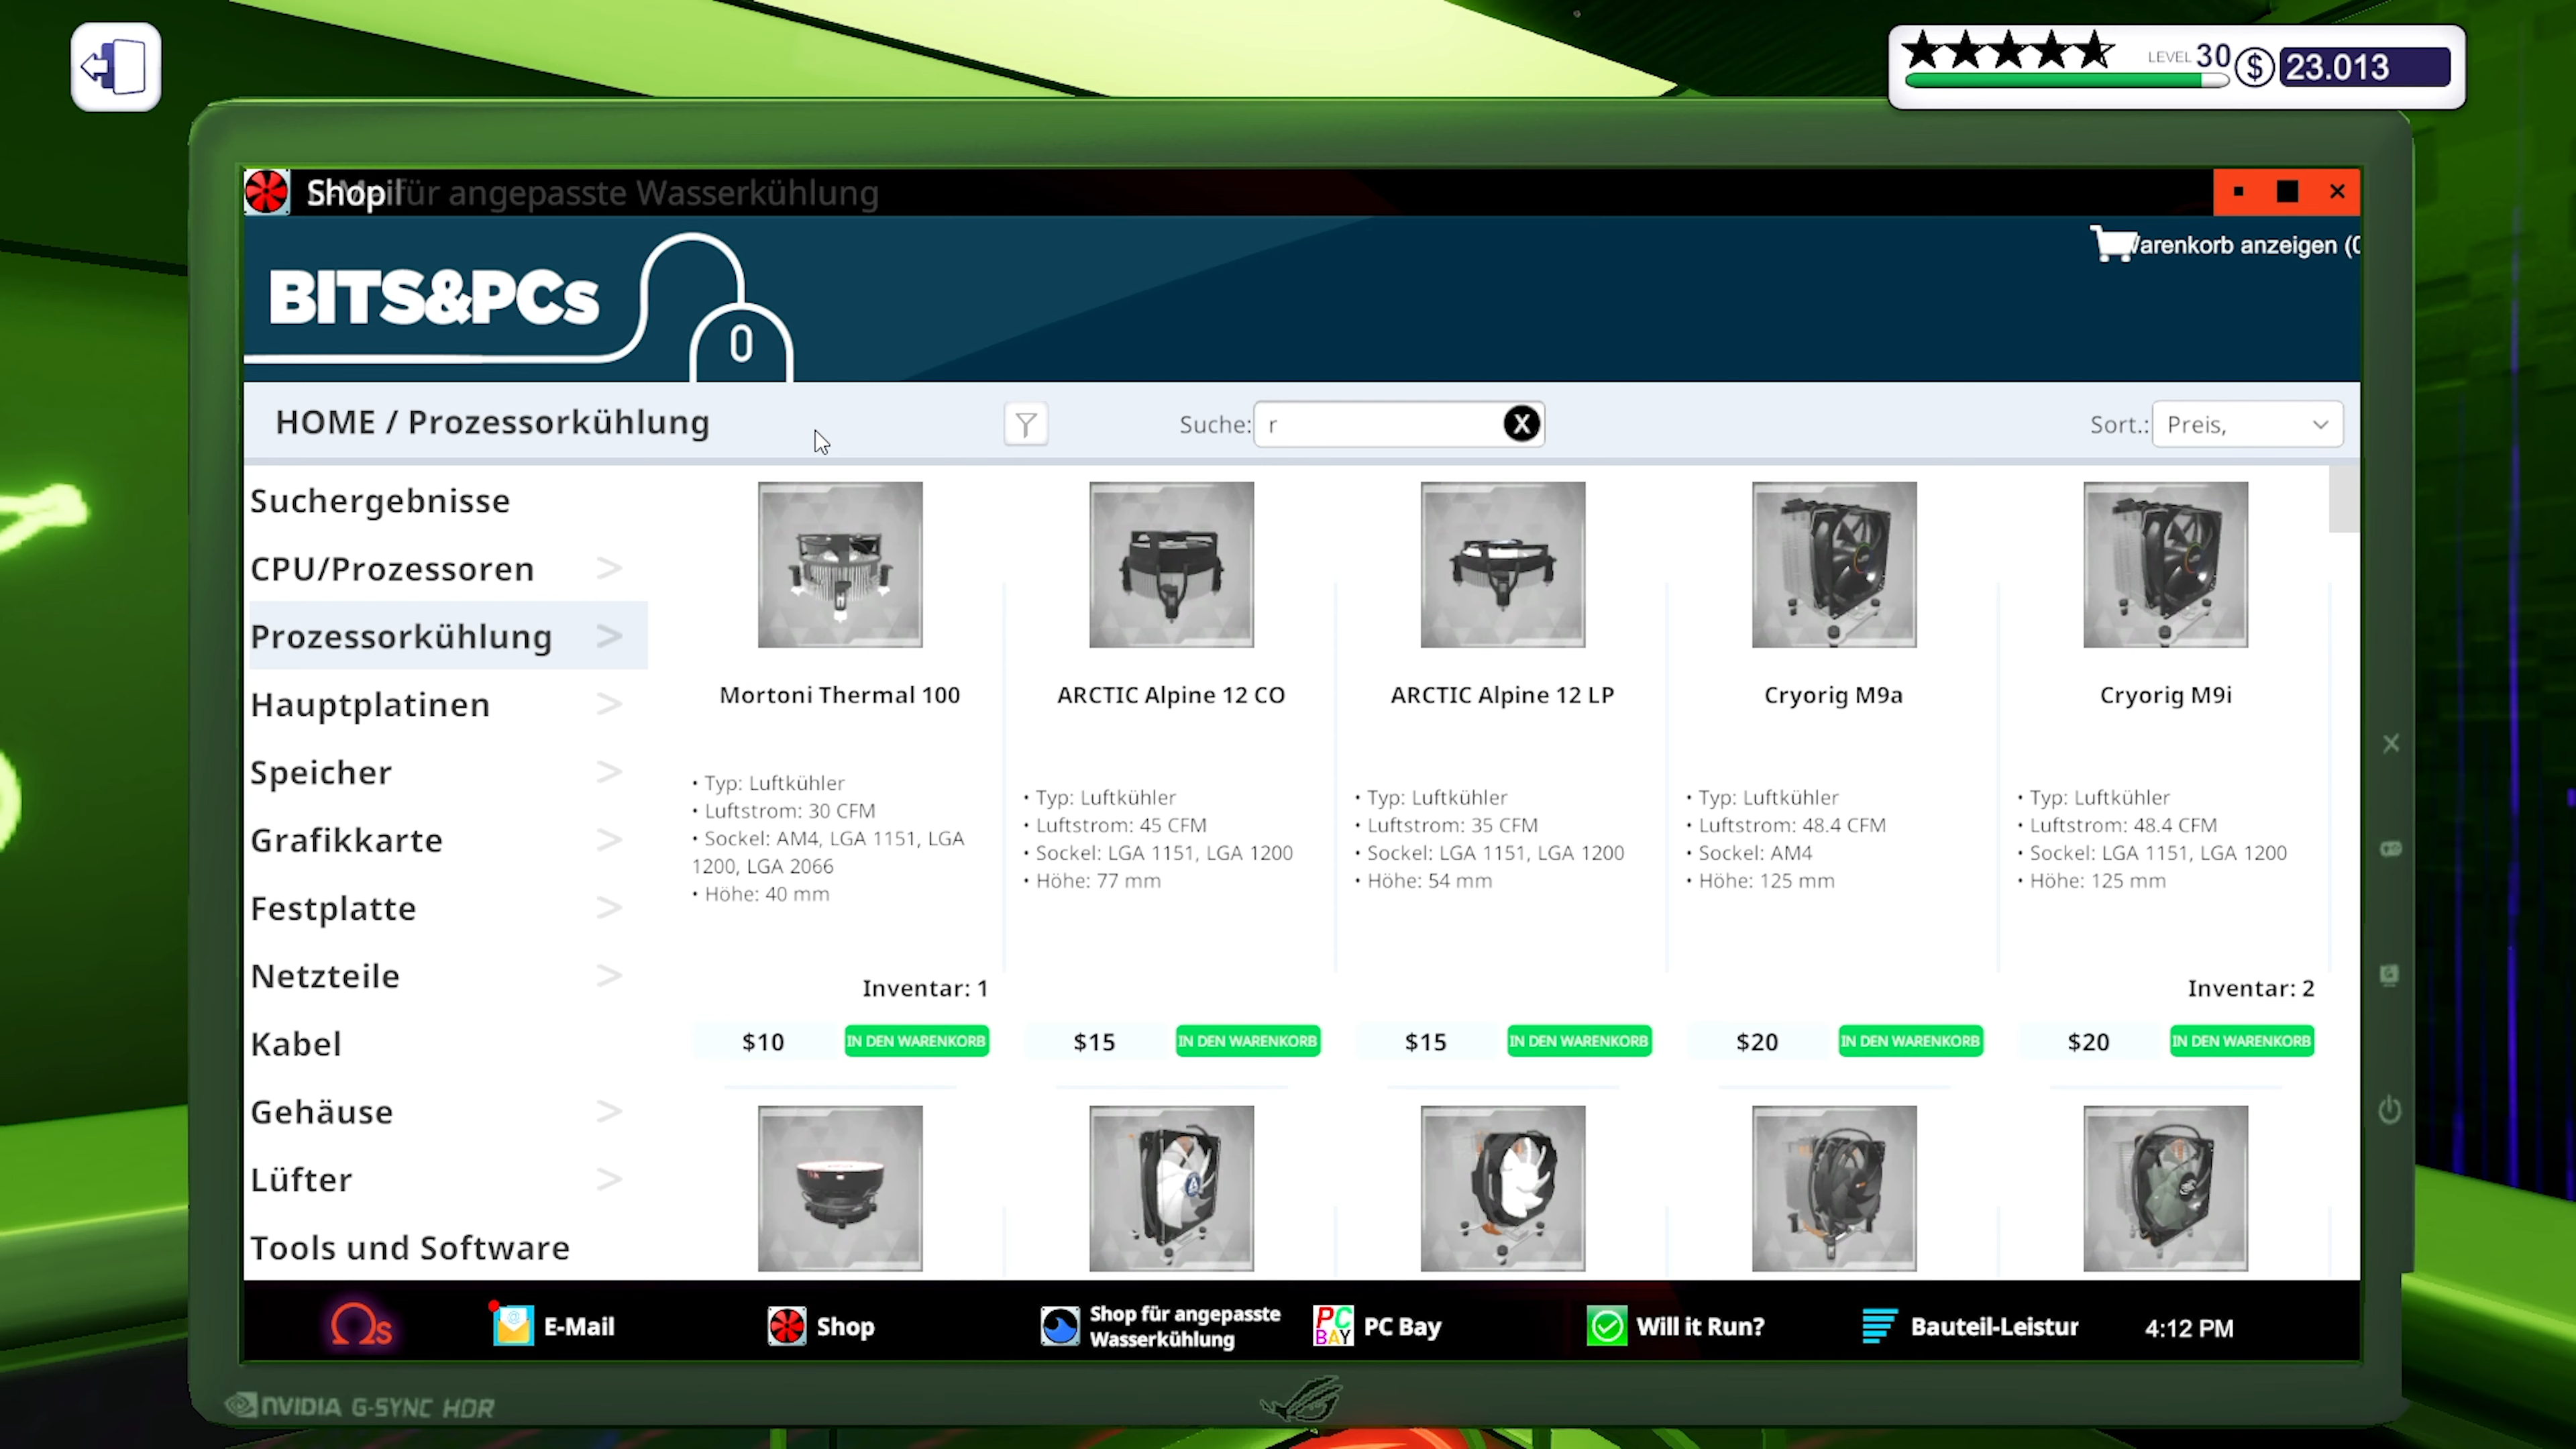 LEVEL 30 $ 23.013
Shop für angepasste Wasserkühlung
Warenkorb anzeigen (0
BITS&PCs
HOME / Prozessorkühlung
Suche: r X
Sort.: Preis,
Suchergebnisse
CPU/Prozessoren >
Prozessorkühlung >
Hauptplatinen >
Speicher >
Grafikkarte >
Festplatte >
Netzteile >
Kabel
Gehäuse >
Lüfter >
Tools und Software
Mortoni Thermal 100
• Typ: Luftkühler
• Luftstrom: 30 CFM
• Sockel: AM4, LGA 1151, LGA
1200, LGA 2066
• Höhe: 40 mm
Inventar: 1
$10 IN DEN WARENKORB
ARCTIC Alpine 12 CO
• Typ: Luftkühler
• Luftstrom: 45 CFM
• Sockel: LGA 1151, LGA 1200
• Höhe: 77 mm
$15 IN DEN WARENKORB
ARCTIC Alpine 12 LP
• Typ: Luftkühler
• Luftstrom: 35 CFM
• Sockel: LGA 1151, LGA 1200
• Höhe: 54 mm
$15 IN DEN WARENKORB
Cryorig M9a
• Typ: Luftkühler
• Luftstrom: 48.4 CFM
• Sockel: AM4
• Höhe: 125 mm
$20 IN DEN WARENKORB
Cryorig M9i
• Typ: Luftkühler
• Luftstrom: 48.4 CFM
• Sockel: LGA 1151, LGA 1200
• Höhe: 125 mm
Inventar: 2
$20 IN DEN WARENKORB
Ωs
E-Mail
Shop
Shop für angepasste
Wasserkühlung
PC BAY
PC Bay
Will it Run?
Bauteil-Leistur
4:12 PM
NVIDIA G-SYNC HDR